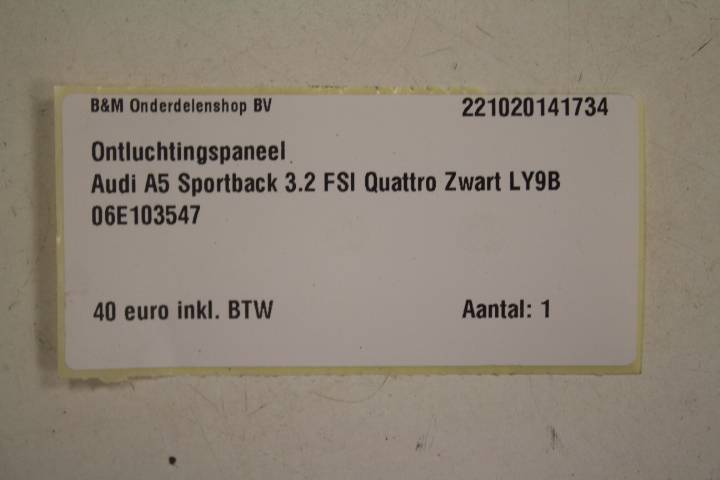 B&M Onderdelenshop BV 221020141734
Ontluchtingspaneel
Audi A5 Sportback 3.2 FSI Quattro Zwart LY9B
06E103547
40 euro inkl. BTW Aantal: 1